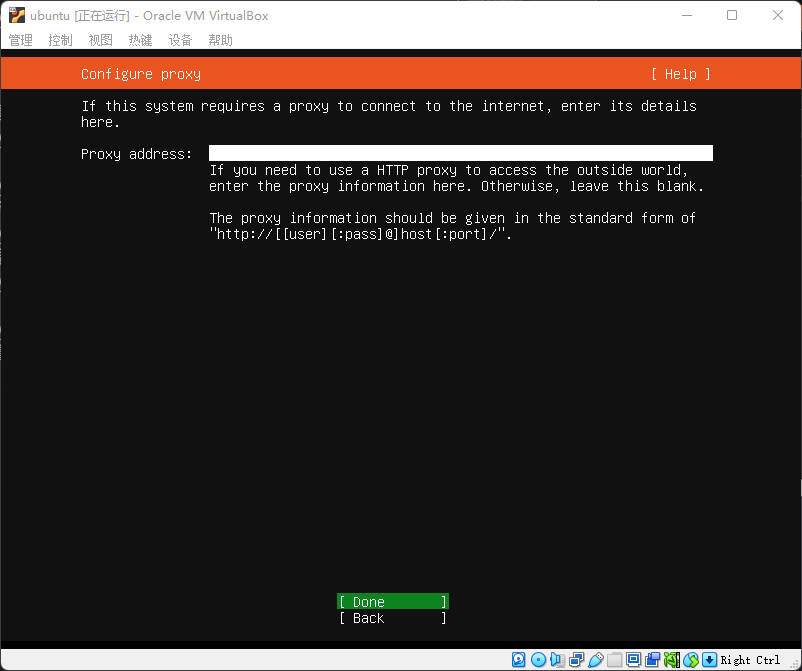 ubuntu [正在运行] - Oracle VM VirtualBox
管理 控制 视图 热键 设备 帮助
Configure proxy [ Help ]
If this system requires a proxy to connect to the internet, enter its details
here.
Proxy address:
If you need to use a HTTP proxy to access the outside world,
enter the proxy information here. Otherwise, leave this blank.
The proxy information should be given in the standard form of
"http://[[user][:pass]@]host[:port]/".
[ Done ]
[ Back ]
Right Ctrl